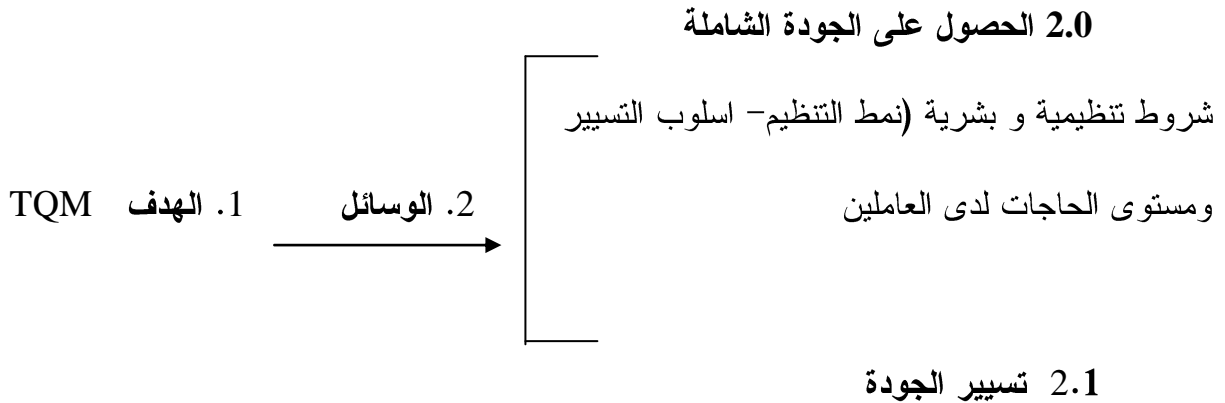 2.0 الحصول على الجودة الشاملة
شروط تنظيمية و بشرية (نمط التنظيم- اسلوب التسيير
ومستوى الحاجات لدى العاملين
2. الوسائل
1. الهدف TQM
2.1 تسيير الجودة